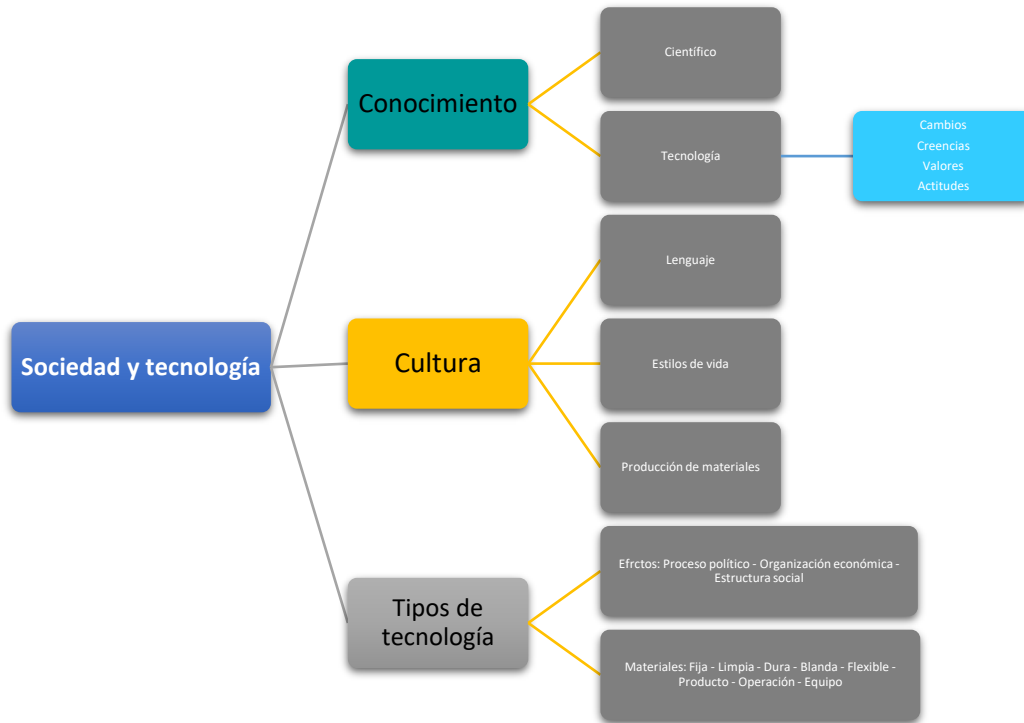 Sociedad y tecnología
Conocimiento
Científico
Tecnología
Cambios
Creencias
Valores
Actitudes
Cultura
Lenguaje
Estilos de vida
Producción de materiales
Tipos de
tecnología
Efrctos: Proceso político - Organización económica -
Estructura social
Materiales: Fija - Limpia - Dura - Blanda - Flexible -
Producto - Operación - Equipo